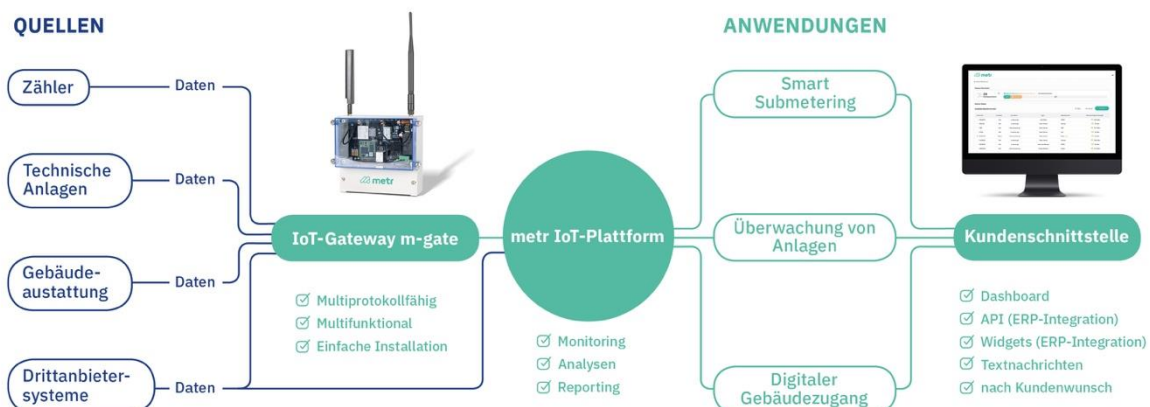 QUELLEN
Zähler
Daten
Technische
Anlagen
Daten
Gebäude-
austattung
Daten
Drittanbieter-
systeme
Daten
metr
IoT-Gateway m-gate
Multiprotokollfähig
Multifunktional
Einfache Installation
metr IoT-Plattform
Monitoring
Analysen
Reporting
ANWENDUNGEN
Smart
Submetering
Überwachung von
Anlagen
Digitaler
Gebäudezugang
metr
Kundenschnittstelle
Dashboard
API (ERP-Integration)
Widgets (ERP-Integration)
Textnachrichten
nach Kundenwunsch